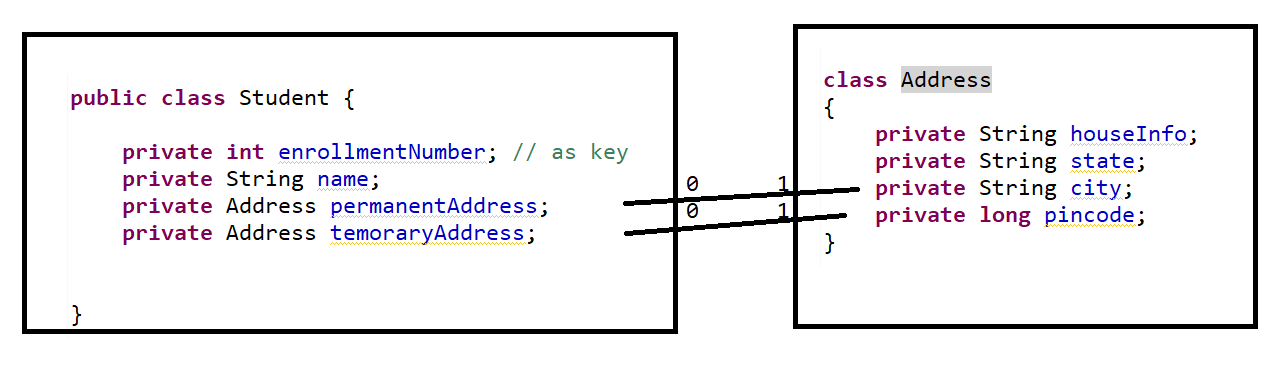 public class Student {
private int enrollmentNumber; // as key
private String name;
private Address permanentAddress;
private Address temoraryAddress;
}
0 1
0 1
class Address
{
private String houseInfo;
private String state;
private String city;
private long pincode;
}